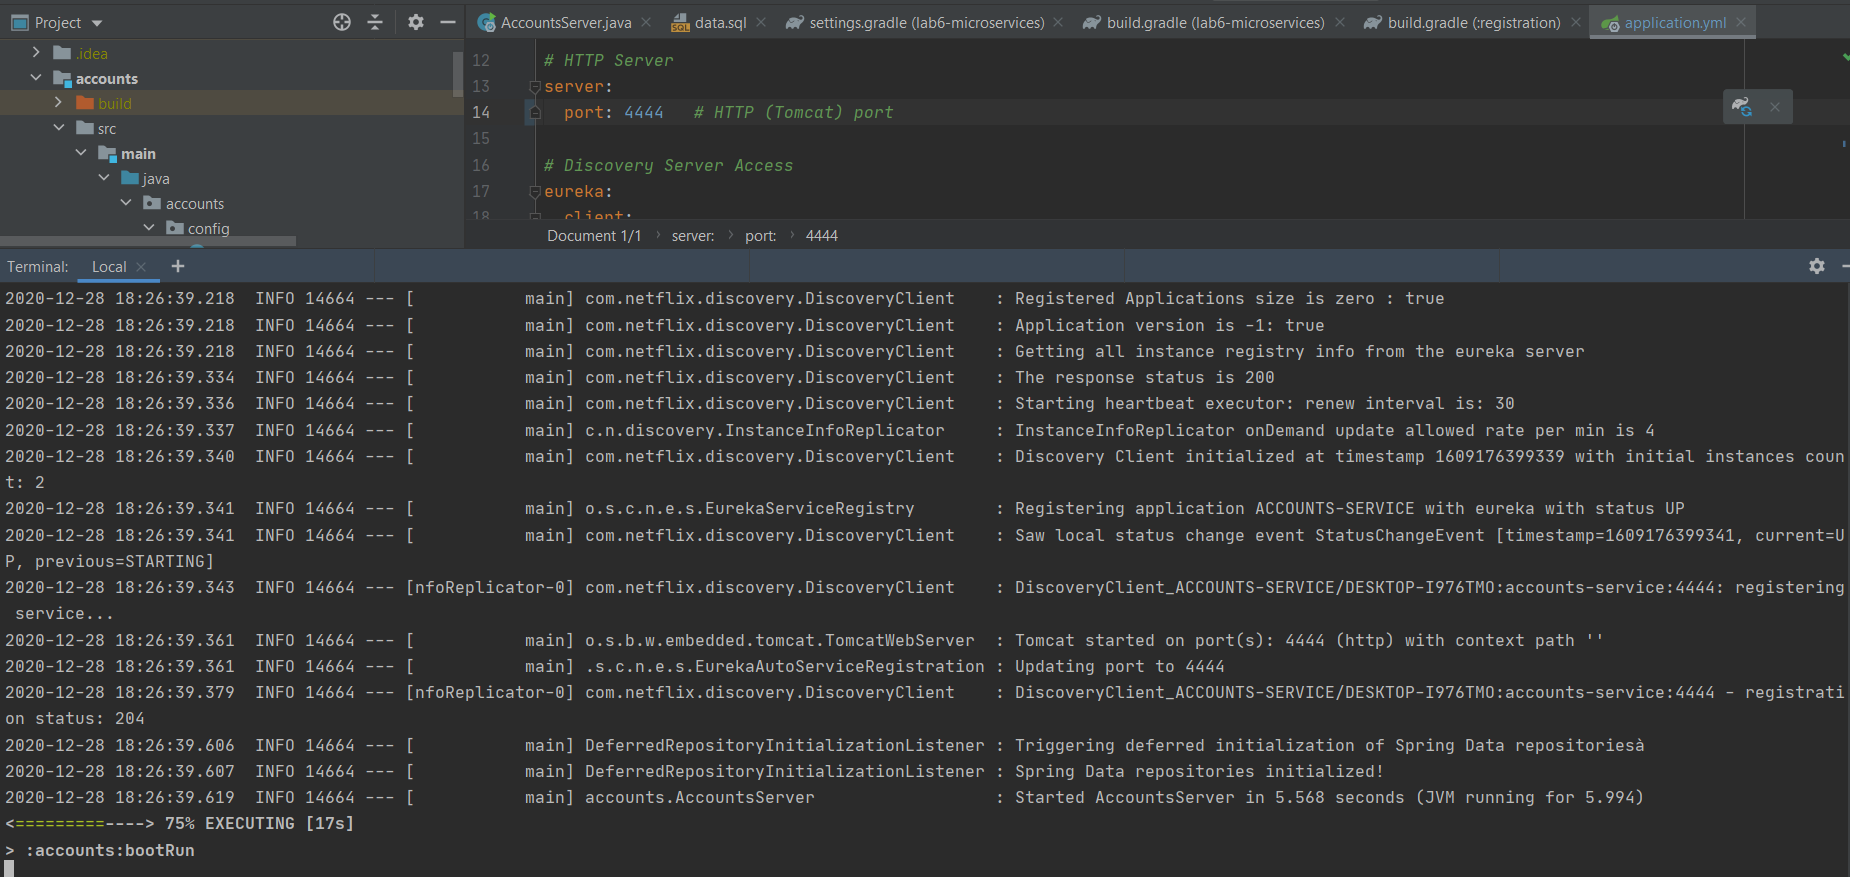 Project
AccountsServer.java
data.sql
settings.gradle (lab6-microservices)
build.gradle (lab6-microservices)
build.gradle (:registration)
application.yml
.idea
accounts
build
src
main
java
accounts
config
12 # HTTP Server
13 server:
14 port: 4444 # HTTP (Tomcat) port
15
16 # Discovery Server Access
17 eureka:
18 client:
Document 1/1 › server: › port: › 4444
Terminal: Local +
2020-12-28 18:26:39.218 INFO 14664 --- [ main] com.netflix.discovery.DiscoveryClient : Registered Applications size is zero : true
2020-12-28 18:26:39.218 INFO 14664 --- [ main] com.netflix.discovery.DiscoveryClient : Application version is -1: true
2020-12-28 18:26:39.218 INFO 14664 --- [ main] com.netflix.discovery.DiscoveryClient : Getting all instance registry info from the eureka server
2020-12-28 18:26:39.334 INFO 14664 --- [ main] com.netflix.discovery.DiscoveryClient : The response status is 200
2020-12-28 18:26:39.336 INFO 14664 --- [ main] com.netflix.discovery.DiscoveryClient : Starting heartbeat executor: renew interval is: 30
2020-12-28 18:26:39.337 INFO 14664 --- [ main] c.n.discovery.InstanceInfoReplicator : InstanceInfoReplicator onDemand update allowed rate per min is 4
2020-12-28 18:26:39.340 INFO 14664 --- [ main] com.netflix.discovery.DiscoveryClient : Discovery Client initialized at timestamp 1609176399339 with initial instances coun
t: 2
2020-12-28 18:26:39.341 INFO 14664 --- [ main] o.s.c.n.e.s.EurekaServiceRegistry : Registering application ACCOUNTS-SERVICE with eureka with status UP
2020-12-28 18:26:39.341 INFO 14664 --- [ main] com.netflix.discovery.DiscoveryClient : Saw local status change event StatusChangeEvent [timestamp=1609176399341, current=U
P, previous=STARTING]
2020-12-28 18:26:39.343 INFO 14664 --- [nfoReplicator-0] com.netflix.discovery.DiscoveryClient : DiscoveryClient_ACCOUNTS-SERVICE/DESKTOP-I976TMO:accounts-service:4444: registering
service...
2020-12-28 18:26:39.361 INFO 14664 --- [ main] o.s.b.w.embedded.tomcat.TomcatWebServer : Tomcat started on port(s): 4444 (http) with context path ''
2020-12-28 18:26:39.361 INFO 14664 --- [ main] .s.c.n.e.s.EurekaAutoServiceRegistration : Updating port to 4444
2020-12-28 18:26:39.379 INFO 14664 --- [nfoReplicator-0] com.netflix.discovery.DiscoveryClient : DiscoveryClient_ACCOUNTS-SERVICE/DESKTOP-I976TMO:accounts-service:4444 - registrati
on status: 204
2020-12-28 18:26:39.606 INFO 14664 --- [ main] DeferredRepositoryInitializationListener : Triggering deferred initialization of Spring Data repositoriesà
2020-12-28 18:26:39.607 INFO 14664 --- [ main] DeferredRepositoryInitializationListener : Spring Data repositories initialized!
2020-12-28 18:26:39.619 INFO 14664 --- [ main] accounts.AccountsServer : Started AccountsServer in 5.568 seconds (JVM running for 5.994)
<=========----> 75% EXECUTING [17s]
> :accounts:bootRun